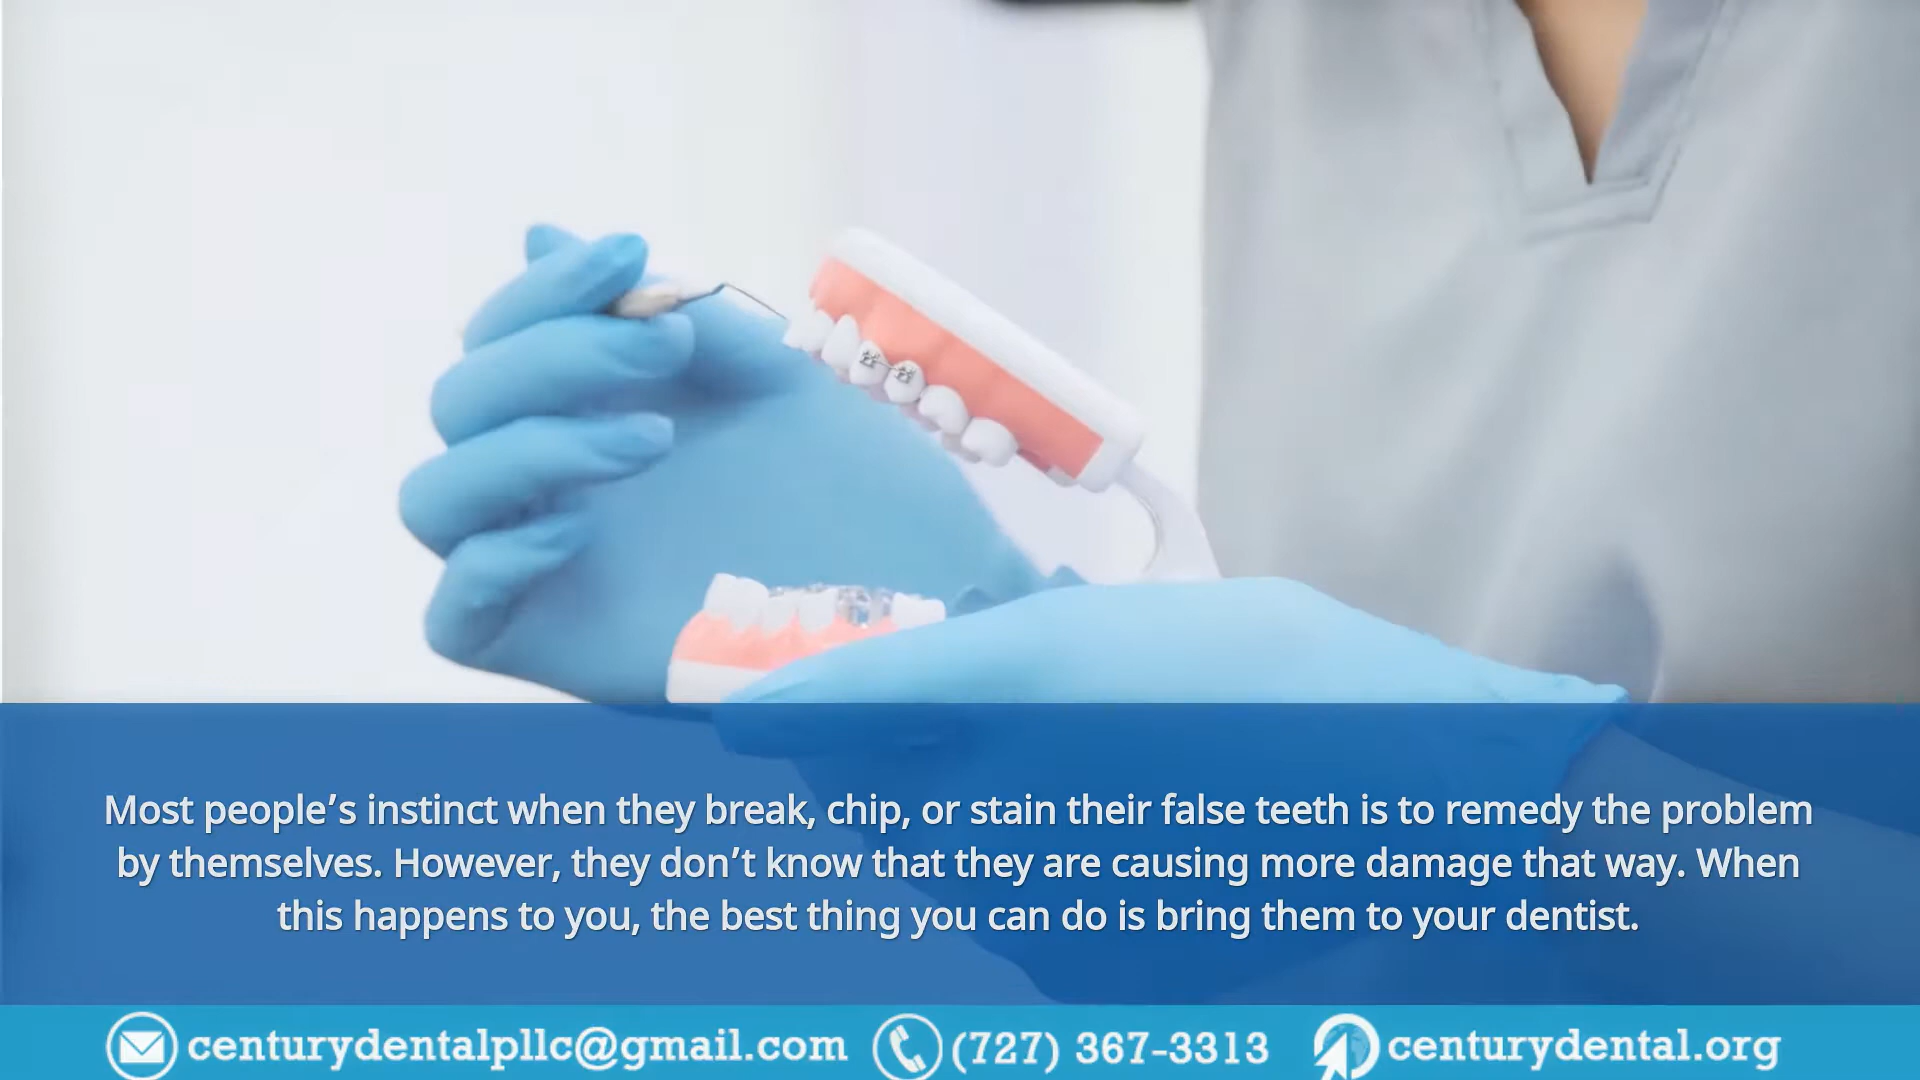 Most people’s instinct when they break, chip, or stain their false teeth is to remedy the problem
by themselves. However, they don’t know that they are causing more damage that way. When
this happens to you, the best thing you can do is bring them to your dentist.
centurydentalpllc@gmail.com (727) 367-3313 centurydental.org